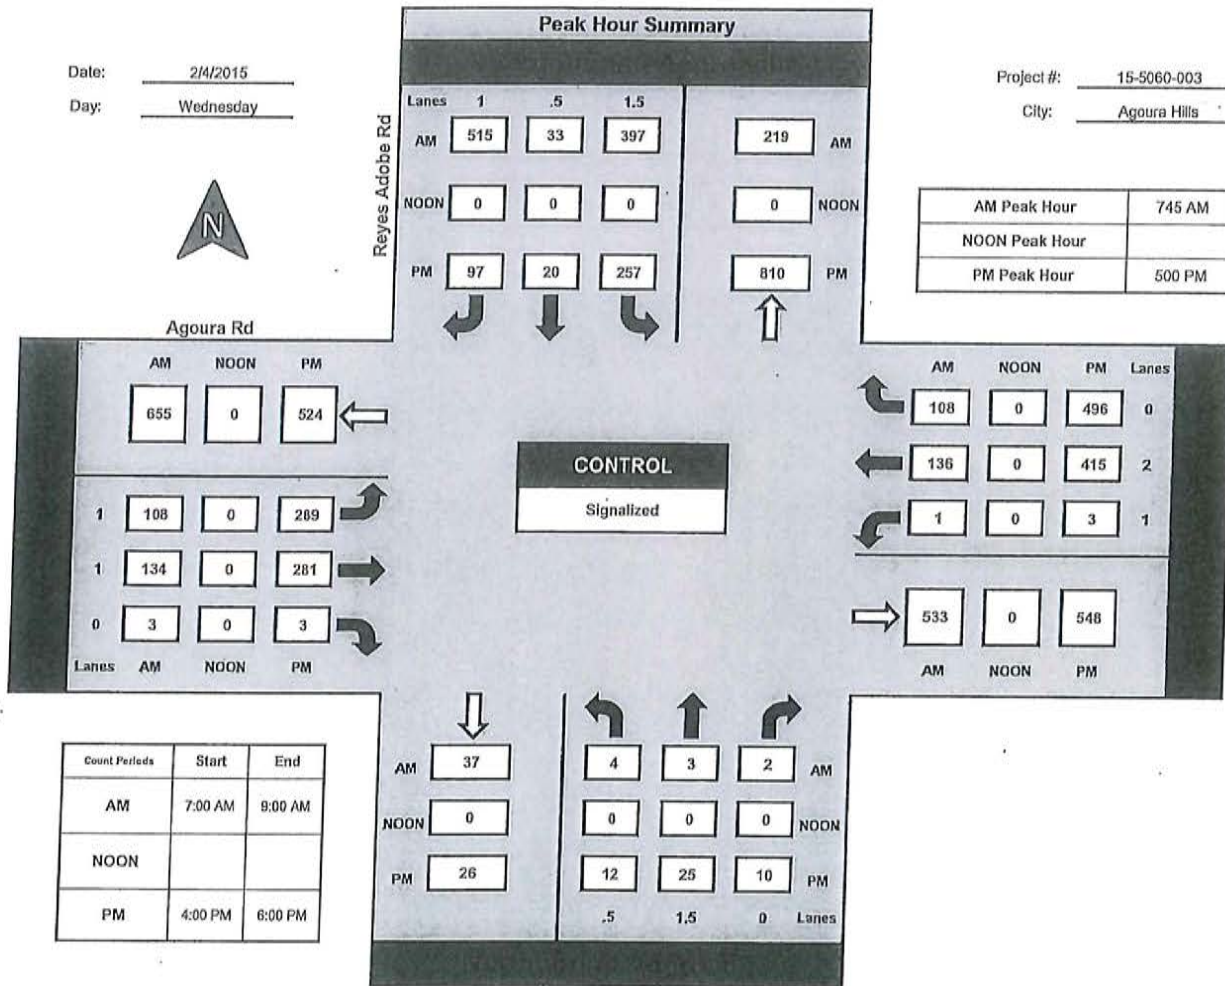 Peak Hour Summary
Date: 2/4/2015
Day: Wednesday
Project #: 15-5060-003
City: Agoura Hills
N
Reyes Adobe Rd
Lanes 1 .5 1.5
AM 515 33 397 219 AM
NOON 0 0 0 0 NOON
PM 97 20 257 810 PM
AM Peak Hour 745 AM
NOON Peak Hour
PM Peak Hour 500 PM
Agoura Rd
AM NOON PM
655 0 524
1 108 0 289
1 134 0 281
0 3 0 3
Lanes AM NOON PM
CONTROL
Signalized
AM NOON PM Lanes
108 0 496 0
136 0 415 2
1 0 3 1
533 0 548
AM NOON PM
Count Periods Start End
AM 7:00 AM 9:00 AM
NOON
PM 4:00 PM 6:00 PM
AM 37 4 3 2 AM
NOON 0 0 0 0 NOON
PM 26 12 25 10 PM
.5 1.5 0 Lanes